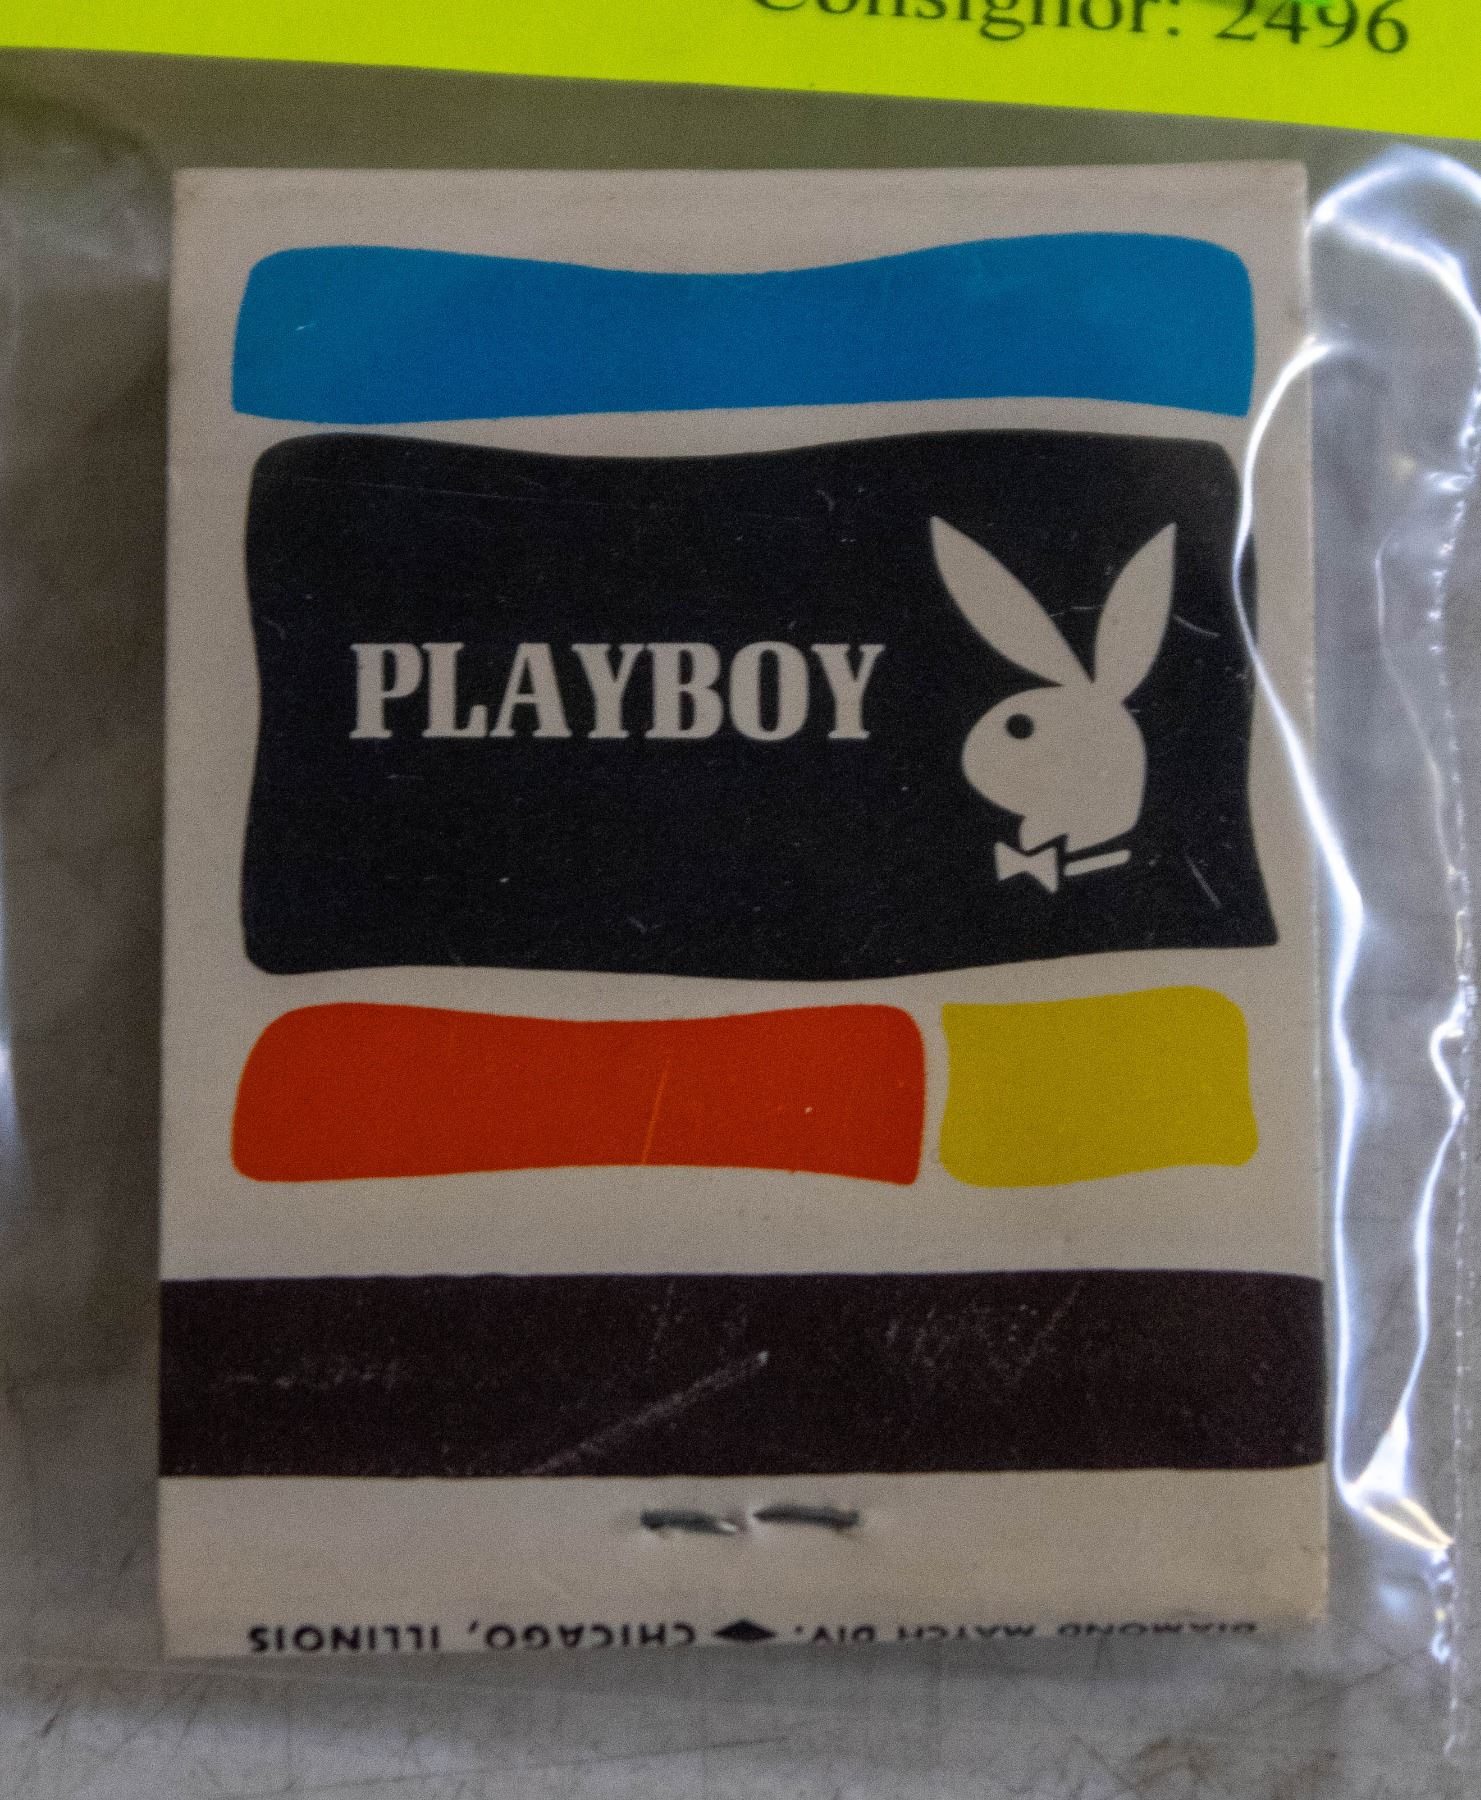 Consignor: 2496
PLAYBOY
DIAMOND MATCH DIV. ◆ CHICAGO, ILLINOIS